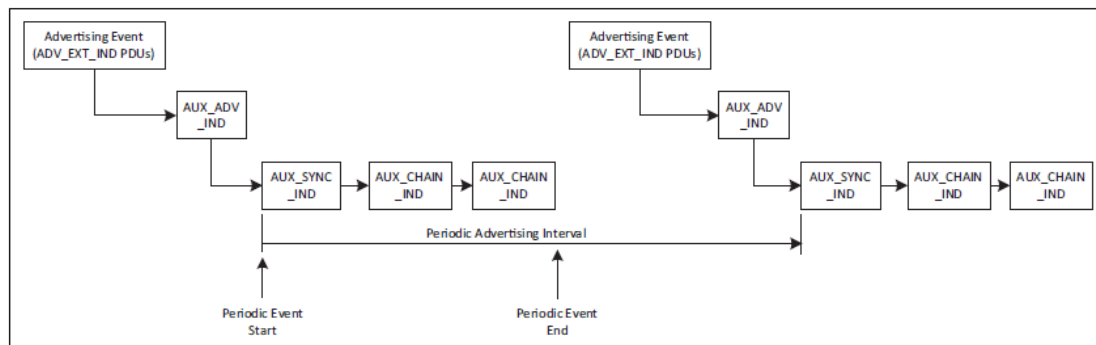 Advertising Event
(ADV_EXT_IND PDUs)
Advertising Event
(ADV_EXT_IND PDUs)
AUX_ADV
_IND
AUX_ADV
_IND
AUX_SYNC
_IND
AUX_CHAIN
_IND
AUX_CHAIN
_IND
AUX_SYNC
_IND
AUX_CHAIN
_IND
AUX_CHAIN
_IND
Periodic Advertising Interval
Periodic Event
Start
Periodic Event
End